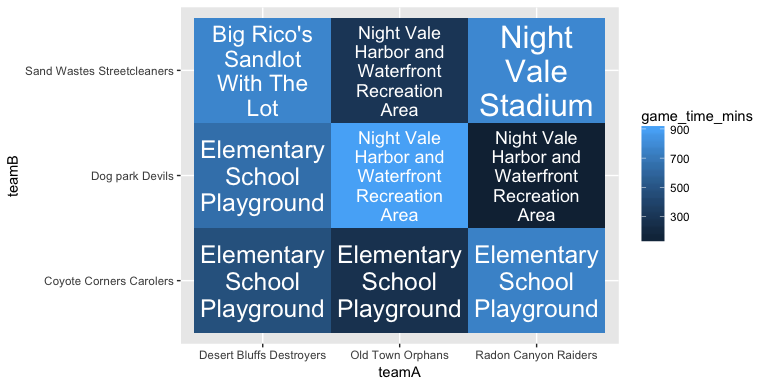 Big Rico's
Sandlot
With The
Lot
Night Vale
Harbor and
Waterfront
Recreation
Area
Night
Vale
Stadium
Elementary
School
Playground
Night Vale
Harbor and
Waterfront
Recreation
Area
Night Vale
Harbor and
Waterfront
Recreation
Area
Elementary
School
Playground
Elementary
School
Playground
Elementary
School
Playground
Sand Wastes Streetcleaners
Dog park Devils
Coyote Corners Carolers
teamB
Desert Bluffs Destroyers
Old Town Orphans
Radon Canyon Raiders
teamA
game_time_mins
900
700
500
300